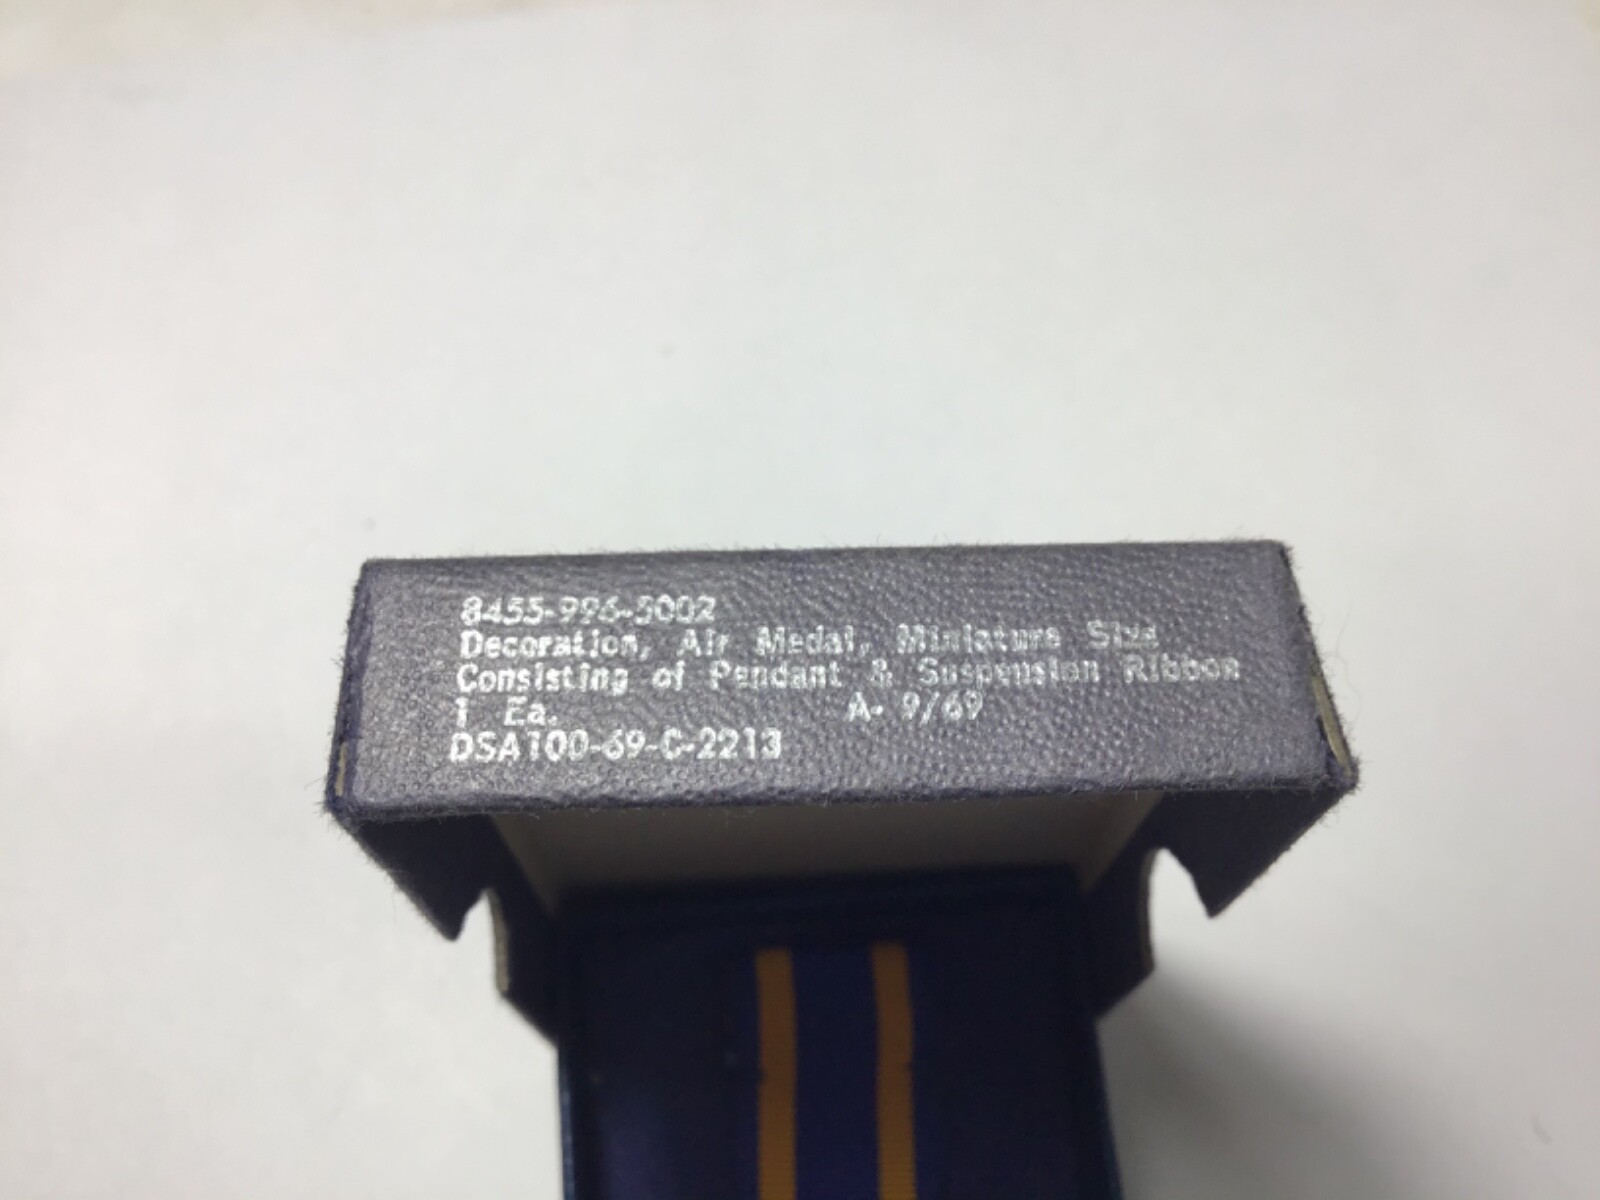 8455-996-5002
Decoration, Air Medal, Miniature Size
Consisting of Pendant & Suspension Ribbon
1 Ea. A- 9/69
DSA100-69-C-2213